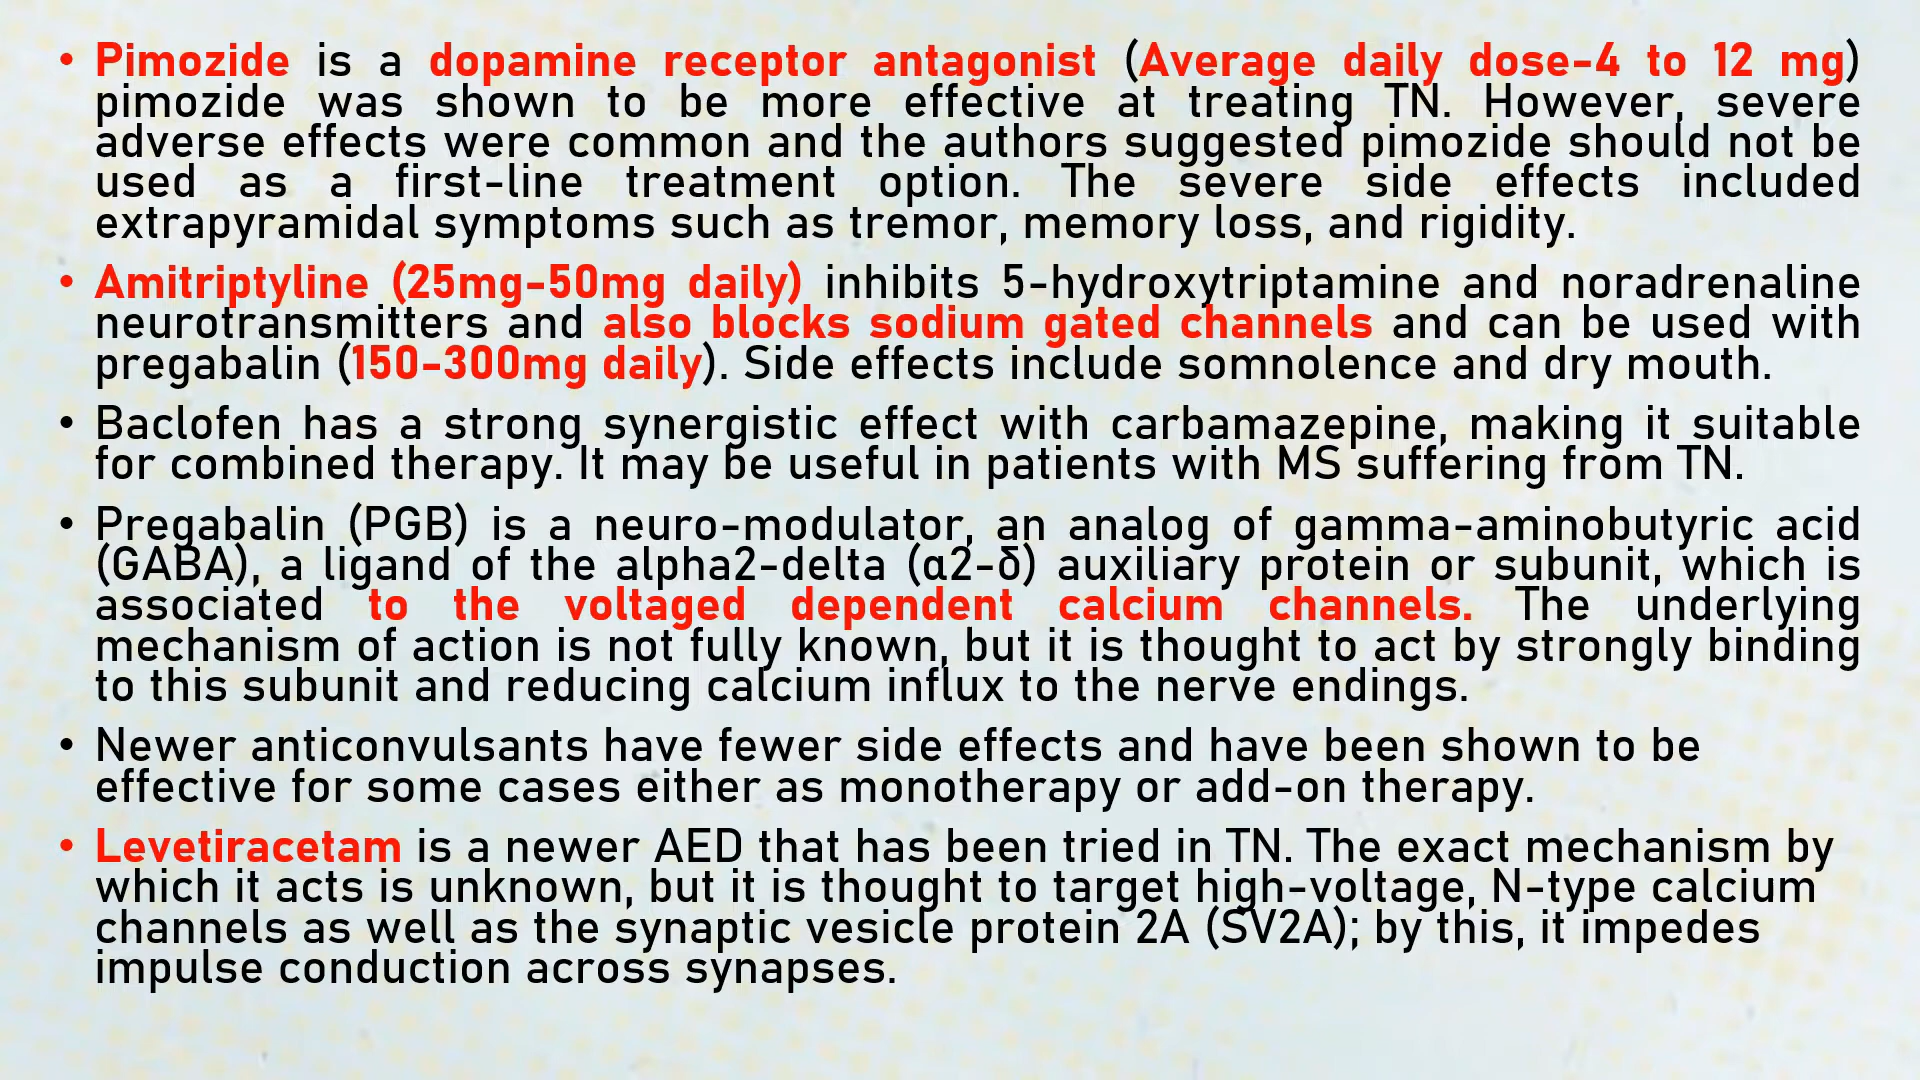 • Pimozide is a dopamine receptor antagonist (Average daily dose-4 to 12 mg)
pimozide was shown to be more effective at treating TN. However, severe
adverse effects were common and the authors suggested pimozide should not be
used as a first-line treatment option. The severe side effects included
extrapyramidal symptoms such as tremor, memory loss, and rigidity.
• Amitriptyline (25mg-50mg daily) inhibits 5-hydroxytriptamine and noradrenaline
neurotransmitters and also blocks sodium gated channels and can be used with
pregabalin (150-300mg daily). Side effects include somnolence and dry mouth.
• Baclofen has a strong synergistic effect with carbamazepine, making it suitable
for combined therapy. It may be useful in patients with MS suffering from TN.
• Pregabalin (PGB) is a neuro-modulator, an analog of gamma-aminobutyric acid
(GABA), a ligand of the alpha2-delta (α2-δ) auxiliary protein or subunit, which is
associated to the voltaged dependent calcium channels. The underlying
mechanism of action is not fully known, but it is thought to act by strongly binding
to this subunit and reducing calcium influx to the nerve endings.
• Newer anticonvulsants have fewer side effects and have been shown to be
effective for some cases either as monotherapy or add-on therapy.
• Levetiracetam is a newer AED that has been tried in TN. The exact mechanism by
which it acts is unknown, but it is thought to target high-voltage, N-type calcium
channels as well as the synaptic vesicle protein 2A (SV2A); by this, it impedes
impulse conduction across synapses.